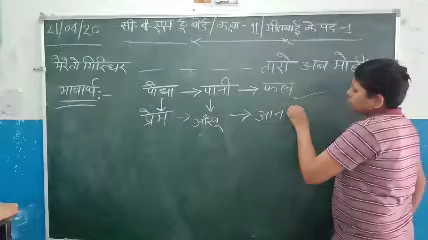 21/04/20 सी.बी.एस.ई.बोर्ड / कक्षा - 11 / मीराबाई के पद - 1
मेरे तो गिरिधर — — — — — तारो अब मोही
भावार्थ:- पौधा → पानी → फल
प्रेम → आँसू → आन